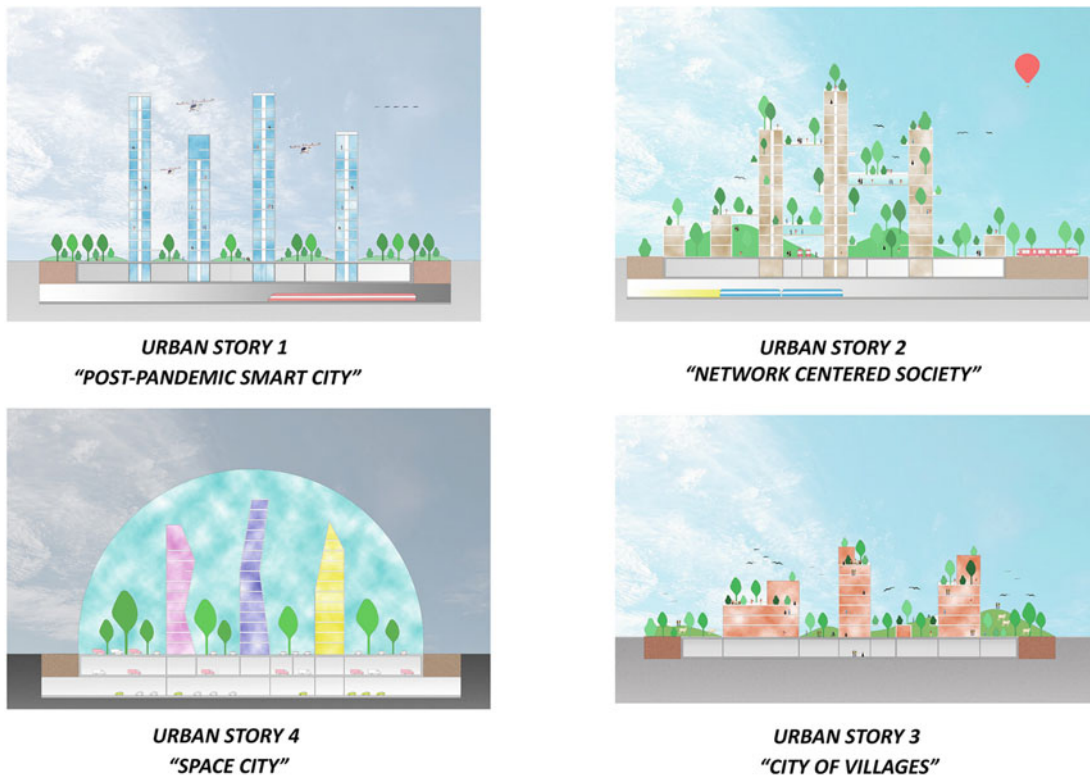 URBAN STORY 1
“POST-PANDEMIC SMART CITY”
URBAN STORY 2
“NETWORK CENTERED SOCIETY”
URBAN STORY 4
“SPACE CITY”
URBAN STORY 3
“CITY OF VILLAGES”